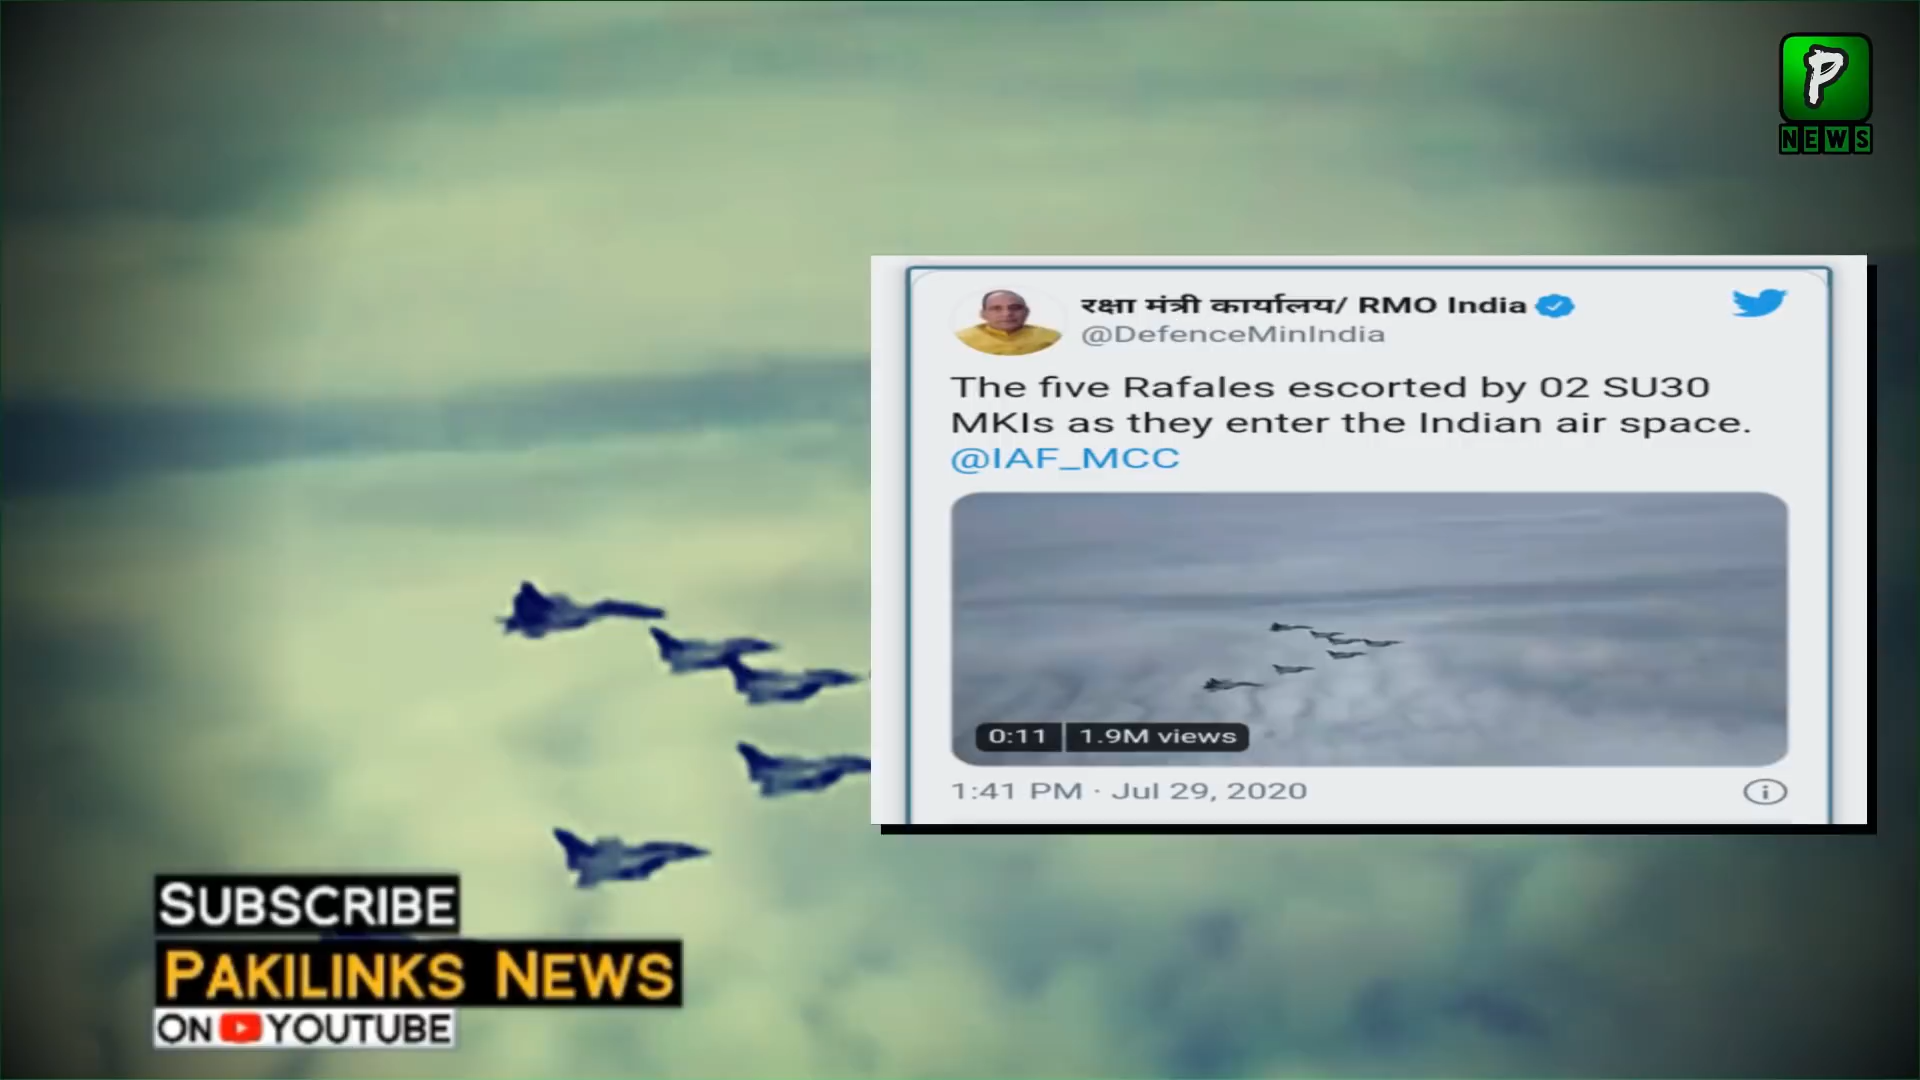 P
NEWS
रक्षा मंत्री कार्यालय/ RMO India
@DefenceMinIndia
The five Rafales escorted by 02 SU30
MKIs as they enter the Indian air space.
@IAF_MCC
0:11 1.9M views
1:41 PM · Jul 29, 2020
SUBSCRIBE
PAKILINKS NEWS
ON YOUTUBE